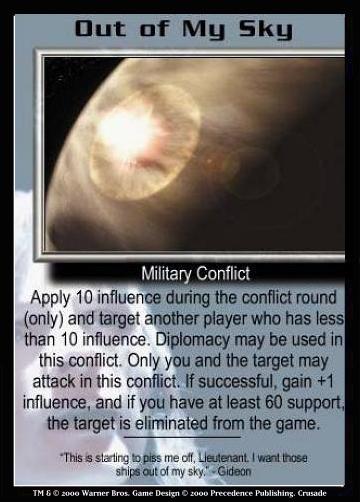 Out of My Sky
Military Conflict
Apply 10 influence during the conflict round
(only) and target another player who has less
than 10 influence. Diplomacy may be used in
this conflict. Only you and the target may
attack in this conflict. If successful, gain +1
influence, and if you have at least 60 support,
the target is eliminated from the game.
"This is starting to piss me off, Lieutenant. I want those
ships out of my sky." - Gideon
TM & © 2000 Warner Bros. Game Design © 2000 Precedence Publishing. Crusade